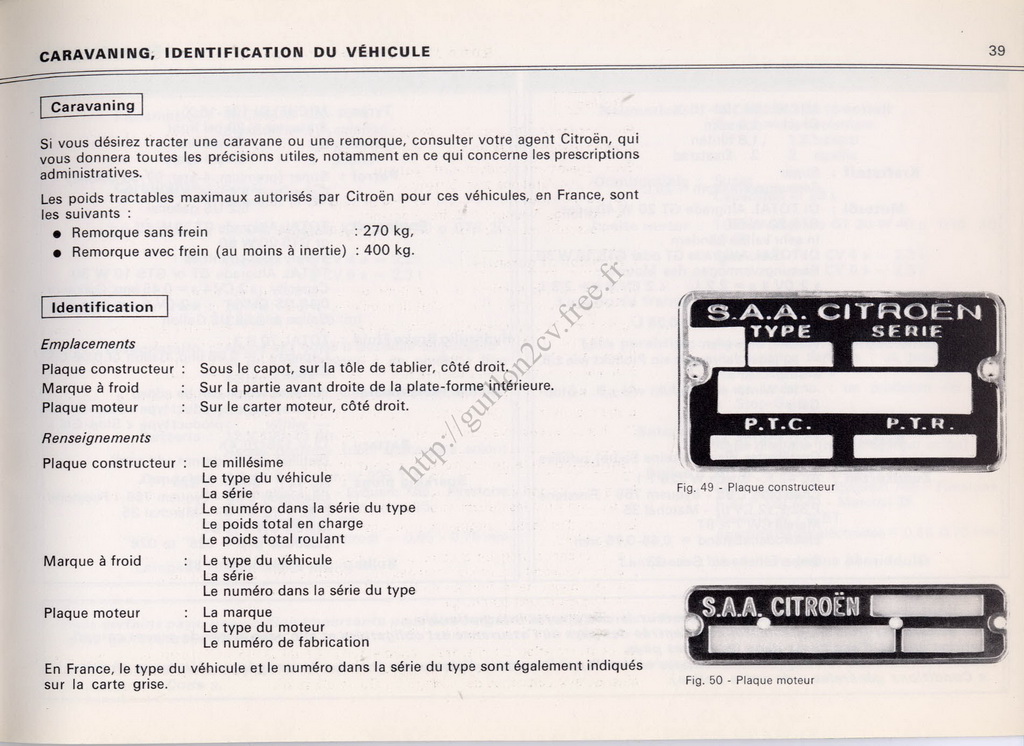 CARAVANING, IDENTIFICATION DU VÉHICULE
39
Caravaning
Si vous désirez tracter une caravane ou une remorque, consulter votre agent Citroën, qui
vous donnera toutes les précisions utiles, notamment en ce qui concerne les prescriptions
administratives.
Les poids tractables maximaux autorisés par Citroën pour ces véhicules, en France, sont
les suivants :
● Remorque sans frein : 270 kg,
● Remorque avec frein (au moins à inertie) : 400 kg.
Identification
Emplacements
Plaque constructeur : Sous le capot, sur la tôle de tablier, côté droit.
Marque à froid : Sur la partie avant droite de la plate-forme intérieure.
Plaque moteur : Sur le carter moteur, côté droit.
Renseignements
Plaque constructeur : Le millésime
Le type du véhicule
La série
Le numéro dans la série du type
Le poids total en charge
Le poids total roulant
Marque à froid : Le type du véhicule
La série
Le numéro dans la série du type
Plaque moteur : La marque
Le type du moteur
Le numéro de fabrication
En France, le type du véhicule et le numéro dans la série du type sont également indiqués
sur la carte grise.
http://guillon2cv.free.fr
S.A.A. CITROËN
TYPE SERIE
P.T.C. P.T.R.
Fig. 49 - Plaque constructeur
S.A.A. CITROËN
Fig. 50 - Plaque moteur